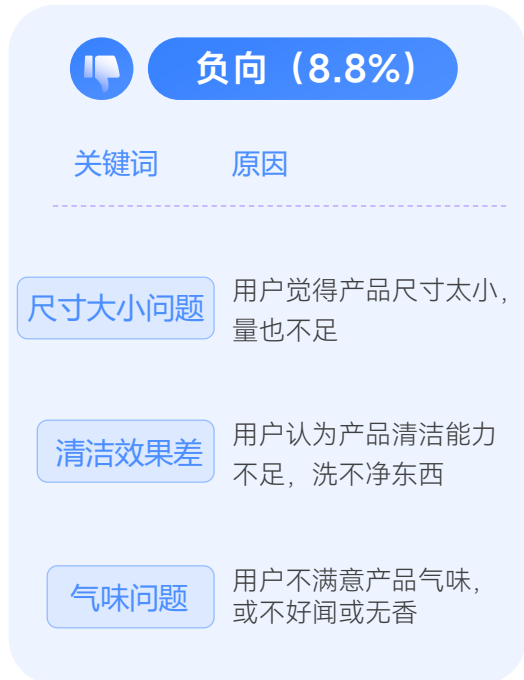 负向（8.8%）
关键词 原因
尺寸大小问题
用户觉得产品尺寸太小，
量也不足
清洁效果差
用户认为产品清洁能力
不足，洗不净东西
气味问题
用户不满意产品气味，
或不好闻或无香